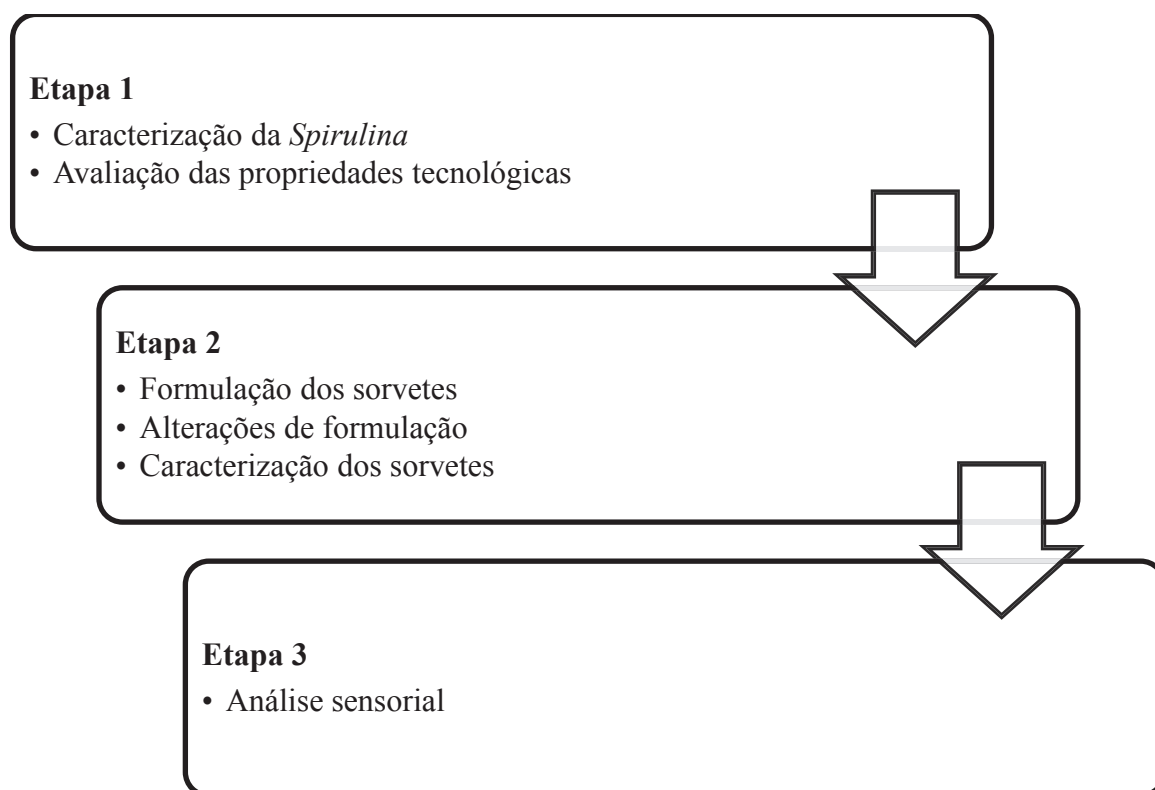 Etapa 1
• Caracterização da Spirulina
• Avaliação das propriedades tecnológicas
Etapa 2
• Formulação dos sorvetes
• Alterações de formulação
• Caracterização dos sorvetes
Etapa 3
• Análise sensorial